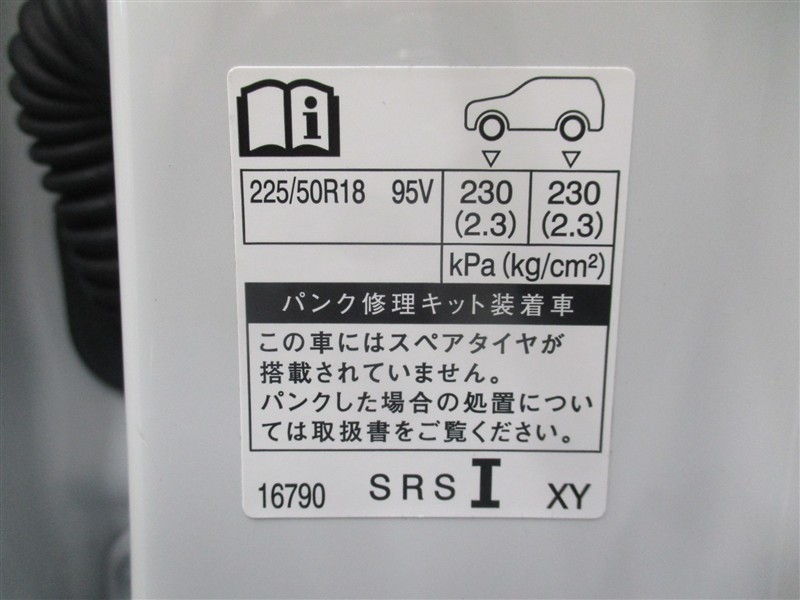 225/50R18 95V 230 (2.3) 230 (2.3)
kPa (kg/cm²)
パンク修理キット装着車
この車にはスペアタイヤが
搭載されていません。
パンクした場合の処置につい
ては取扱書をご覧ください。
16790 SRS I XY